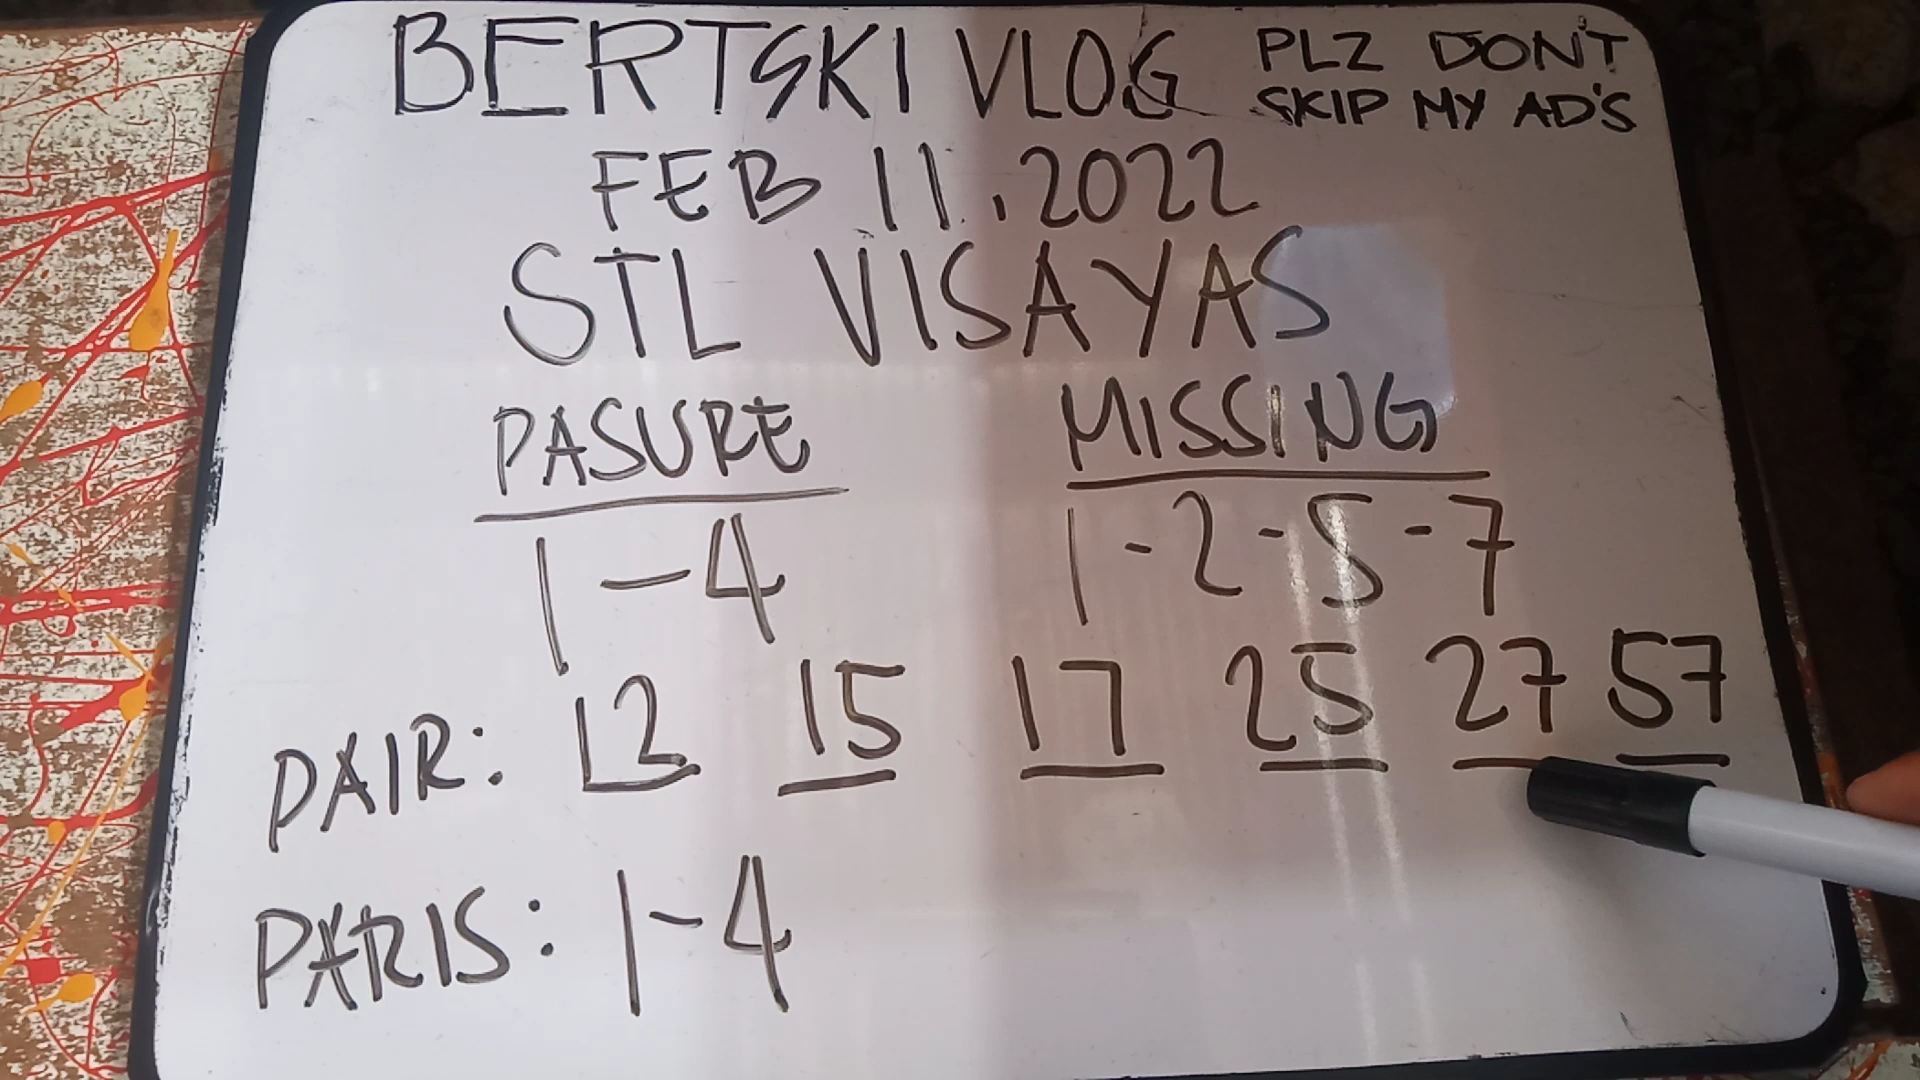 BERTSKI VLOG
PLZ DON'T
SKIP MY AD'S
FEB 11.2022
STL VISAYAS
PASURE
MISSING
1-4
1-2-5-7
PAIR: 12 15 17 25 27 57
PARIS: 1-4